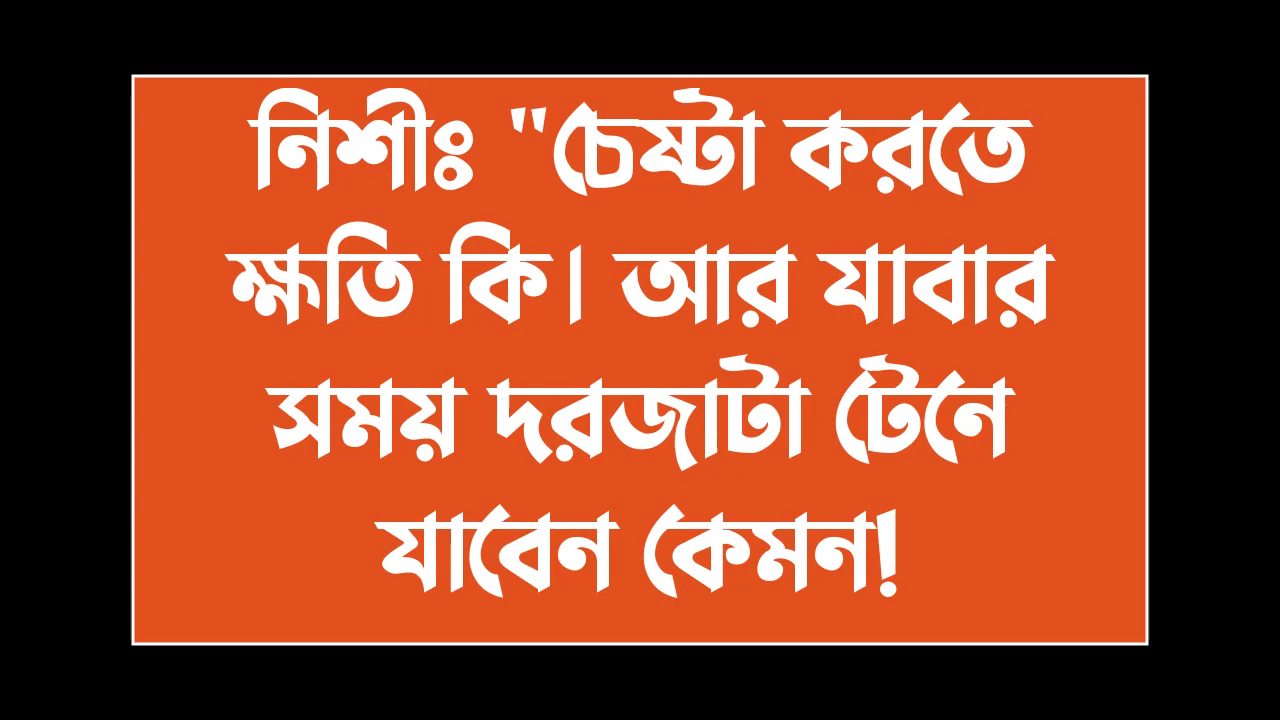 নিশীঃ "চেষ্টা করতে
ক্ষতি কি। আর যাবার
সময় দরজাটা টেনে
যাবেন কেমন!